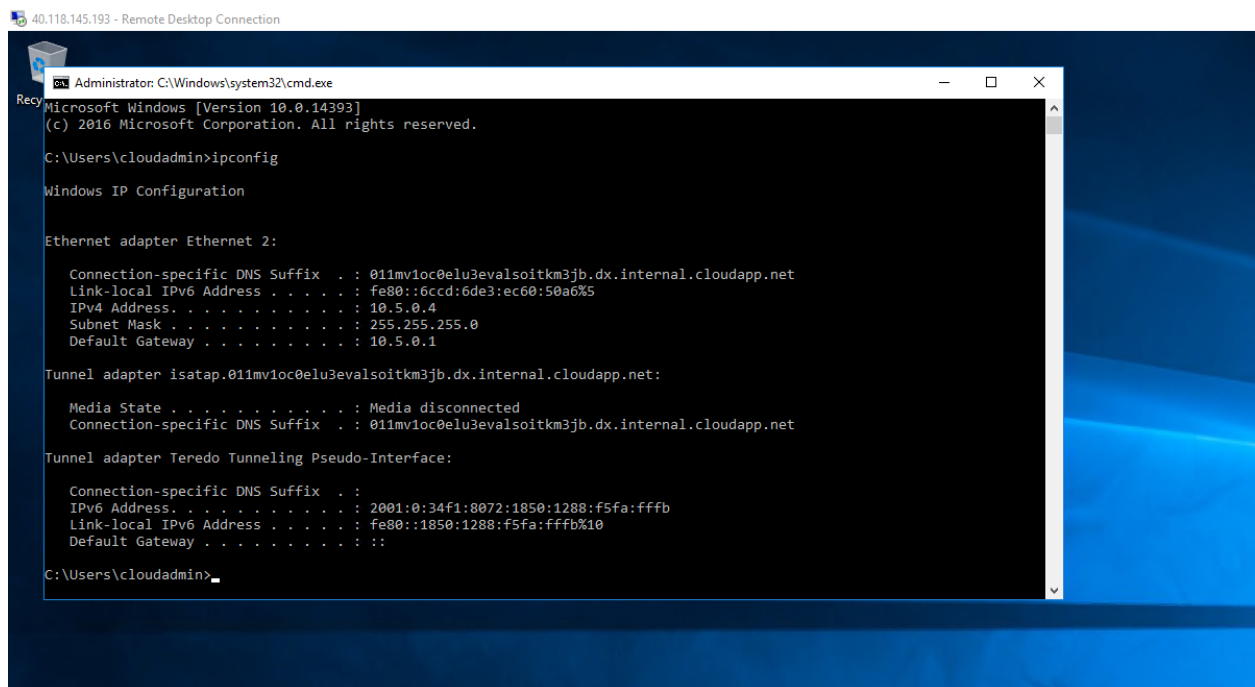 40.118.145.193 - Remote Desktop Connection
Administrator: C:\Windows\system32\cmd.exe
Recy
Microsoft Windows [Version 10.0.14393]
(c) 2016 Microsoft Corporation. All rights reserved.
C:\Users\cloudadmin>ipconfig
Windows IP Configuration
Ethernet adapter Ethernet 2:
Connection-specific DNS Suffix . : 011mv1oc0elu3evalsoitkm3jb.dx.internal.cloudapp.net
Link-local IPv6 Address . . . . . : fe80::6ccd:6de3:ec60:50a6%5
IPv4 Address. . . . . . . . . . . : 10.5.0.4
Subnet Mask . . . . . . . . . . . : 255.255.255.0
Default Gateway . . . . . . . . . : 10.5.0.1
Tunnel adapter isatap.011mv1oc0elu3evalsoitkm3jb.dx.internal.cloudapp.net:
Media State . . . . . . . . . . . : Media disconnected
Connection-specific DNS Suffix . : 011mv1oc0elu3evalsoitkm3jb.dx.internal.cloudapp.net
Tunnel adapter Teredo Tunneling Pseudo-Interface:
Connection-specific DNS Suffix . :
IPv6 Address. . . . . . . . . . . : 2001:0:34f1:8072:1850:1288:f5fa:fffb
Link-local IPv6 Address . . . . . : fe80::1850:1288:f5fa:fffb%10
Default Gateway . . . . . . . . . : ::
C:\Users\cloudadmin>